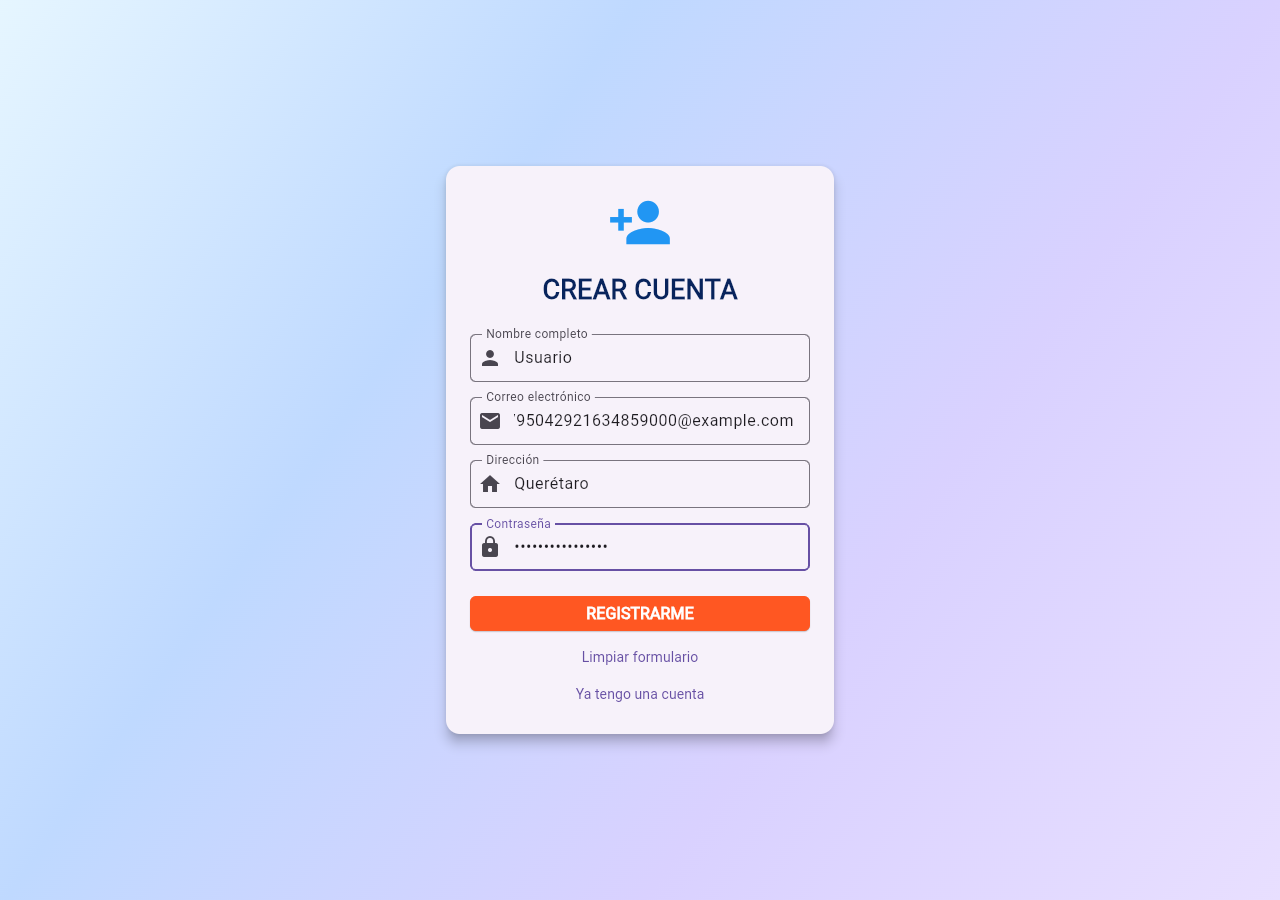 CREAR CUENTA
Nombre completo
Usuario
Correo electrónico
95042921634859000@example.com
Dirección
Querétaro
Contraseña
••••••••••••••••
REGISTRARME
Limpiar formulario
Ya tengo una cuenta